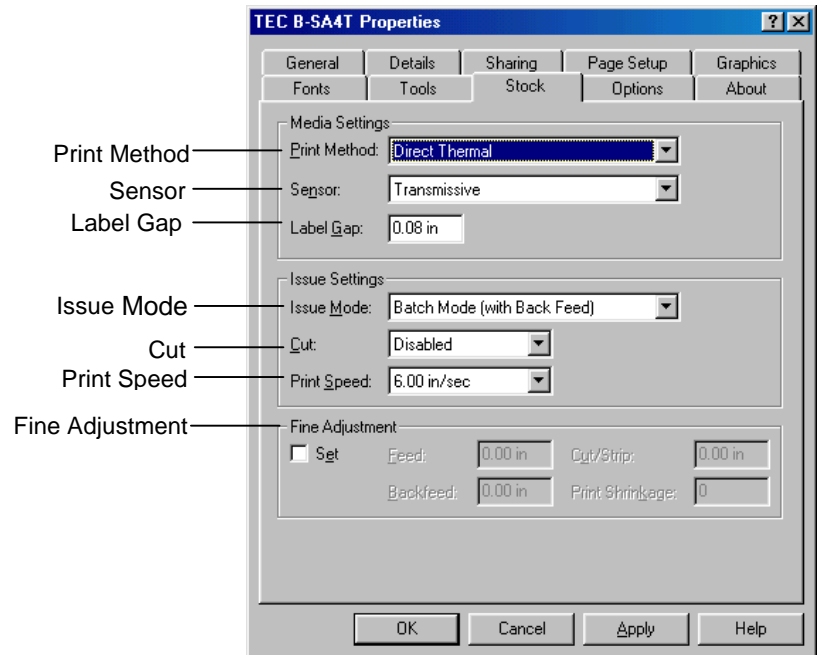 TEC B-SA4T Properties
General Details Sharing Page Setup Graphics
Fonts Tools Stock Options About
Media Settings
Print Method
Print Method: Direct Thermal
Sensor
Sensor: Transmissive
Label Gap
Label Gap: 0.08 in
Issue Settings
Issue Mode
Issue Mode: Batch Mode (with Back Feed)
Cut
Cut: Disabled
Print Speed
Print Speed: 6.00 in/sec
Fine Adjustment
Fine Adjustment
Set Feed: 0.00 in Cut/Strip: 0.00 in
Backfeed: 0.00 in Print Shrinkage: 0
OK Cancel Apply Help